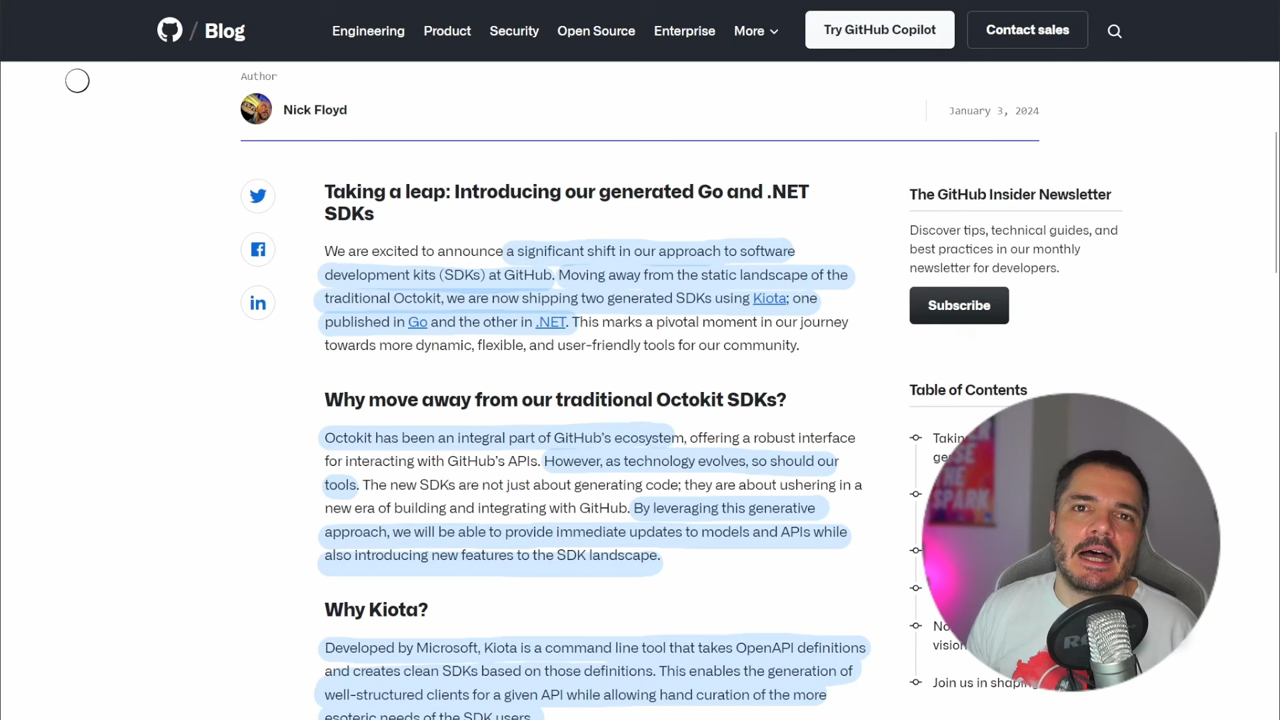 Blog
Engineering
Product
Security
Open Source
Enterprise
More
Try GitHub Copilot
Contact sales
Author
Nick Floyd
January 3, 2024
Taking a leap: Introducing our generated Go and .NET
SDKs
We are excited to announce a significant shift in our approach to software
development kits (SDKs) at GitHub. Moving away from the static landscape of the
traditional Octokit, we are now shipping two generated SDKs using Kiota; one
published in Go and the other in .NET. This marks a pivotal moment in our journey
towards more dynamic, flexible, and user-friendly tools for our community.
Why move away from our traditional Octokit SDKs?
Octokit has been an integral part of GitHub's ecosystem, offering a robust interface
for interacting with GitHub's APIs. However, as technology evolves, so should our
tools. The new SDKs are not just about generating code; they are about ushering in a
new era of building and integrating with GitHub. By leveraging this generative
approach, we will be able to provide immediate updates to models and APIs while
also introducing new features to the SDK landscape.
Why Kiota?
Developed by Microsoft, Kiota is a command line tool that takes OpenAPI definitions
and creates clean SDKs based on those definitions. This enables the generation of
well-structured clients for a given API while allowing hand curation of the more
esoteric needs of the SDK users.
The GitHub Insider Newsletter
Discover tips, technical guides, and
best practices in our monthly
newsletter for developers.
Subscribe
Table of Contents
vision
Join us in
THE
SPARK